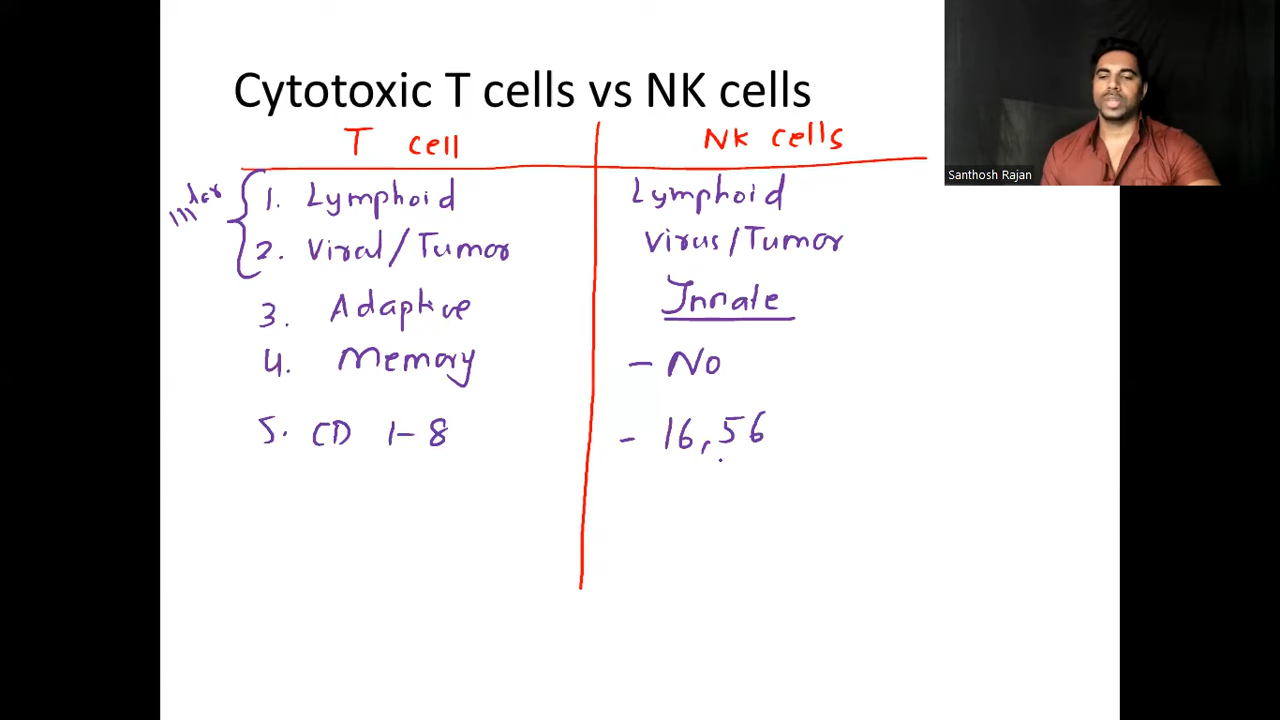 Cytotoxic T cells vs NK cells
T cell NK cells
1. Lymphoid Lymphoid
2. Viral/Tumor Virus/Tumor
3. Adaptive Innate
4. Memory - No
5. CD 1-8 - 16, 56
Santhosh Rajan